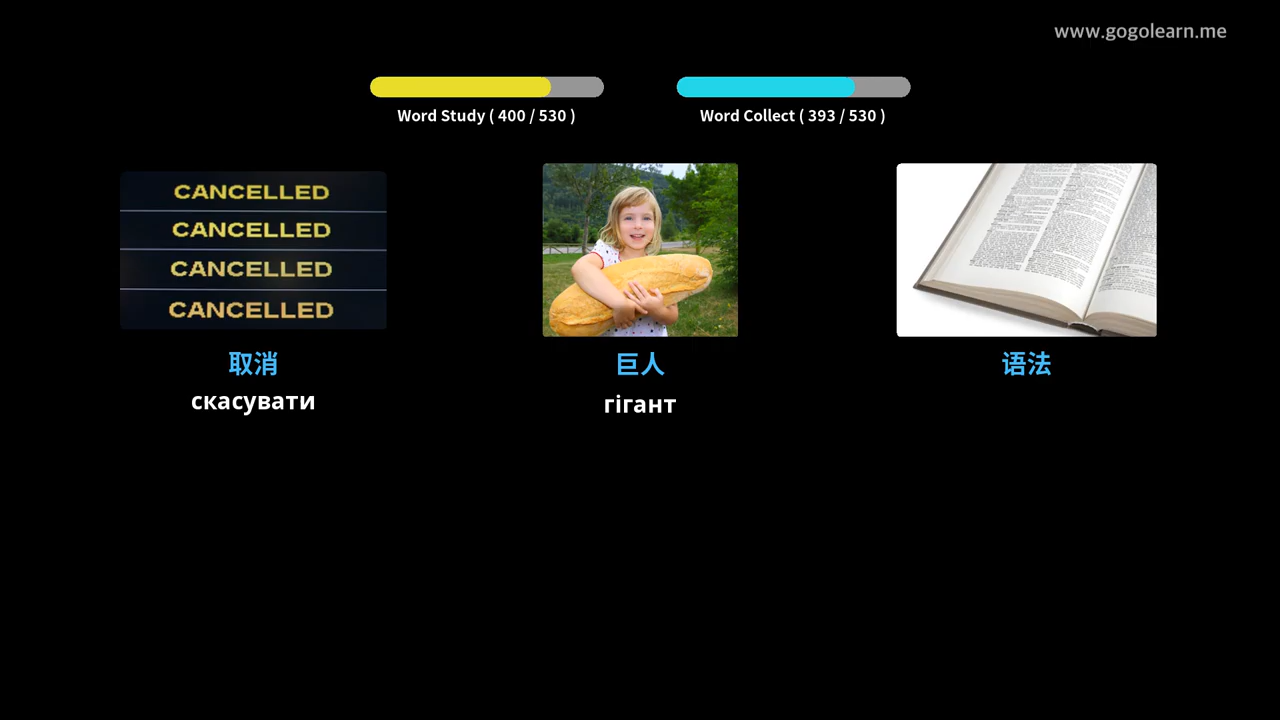 www.gogolearn.me
Word Study ( 400 / 530 )
Word Collect ( 393 / 530 )
CANCELLED
CANCELLED
CANCELLED
CANCELLED
取消
скасувати
巨人
гігант
语法